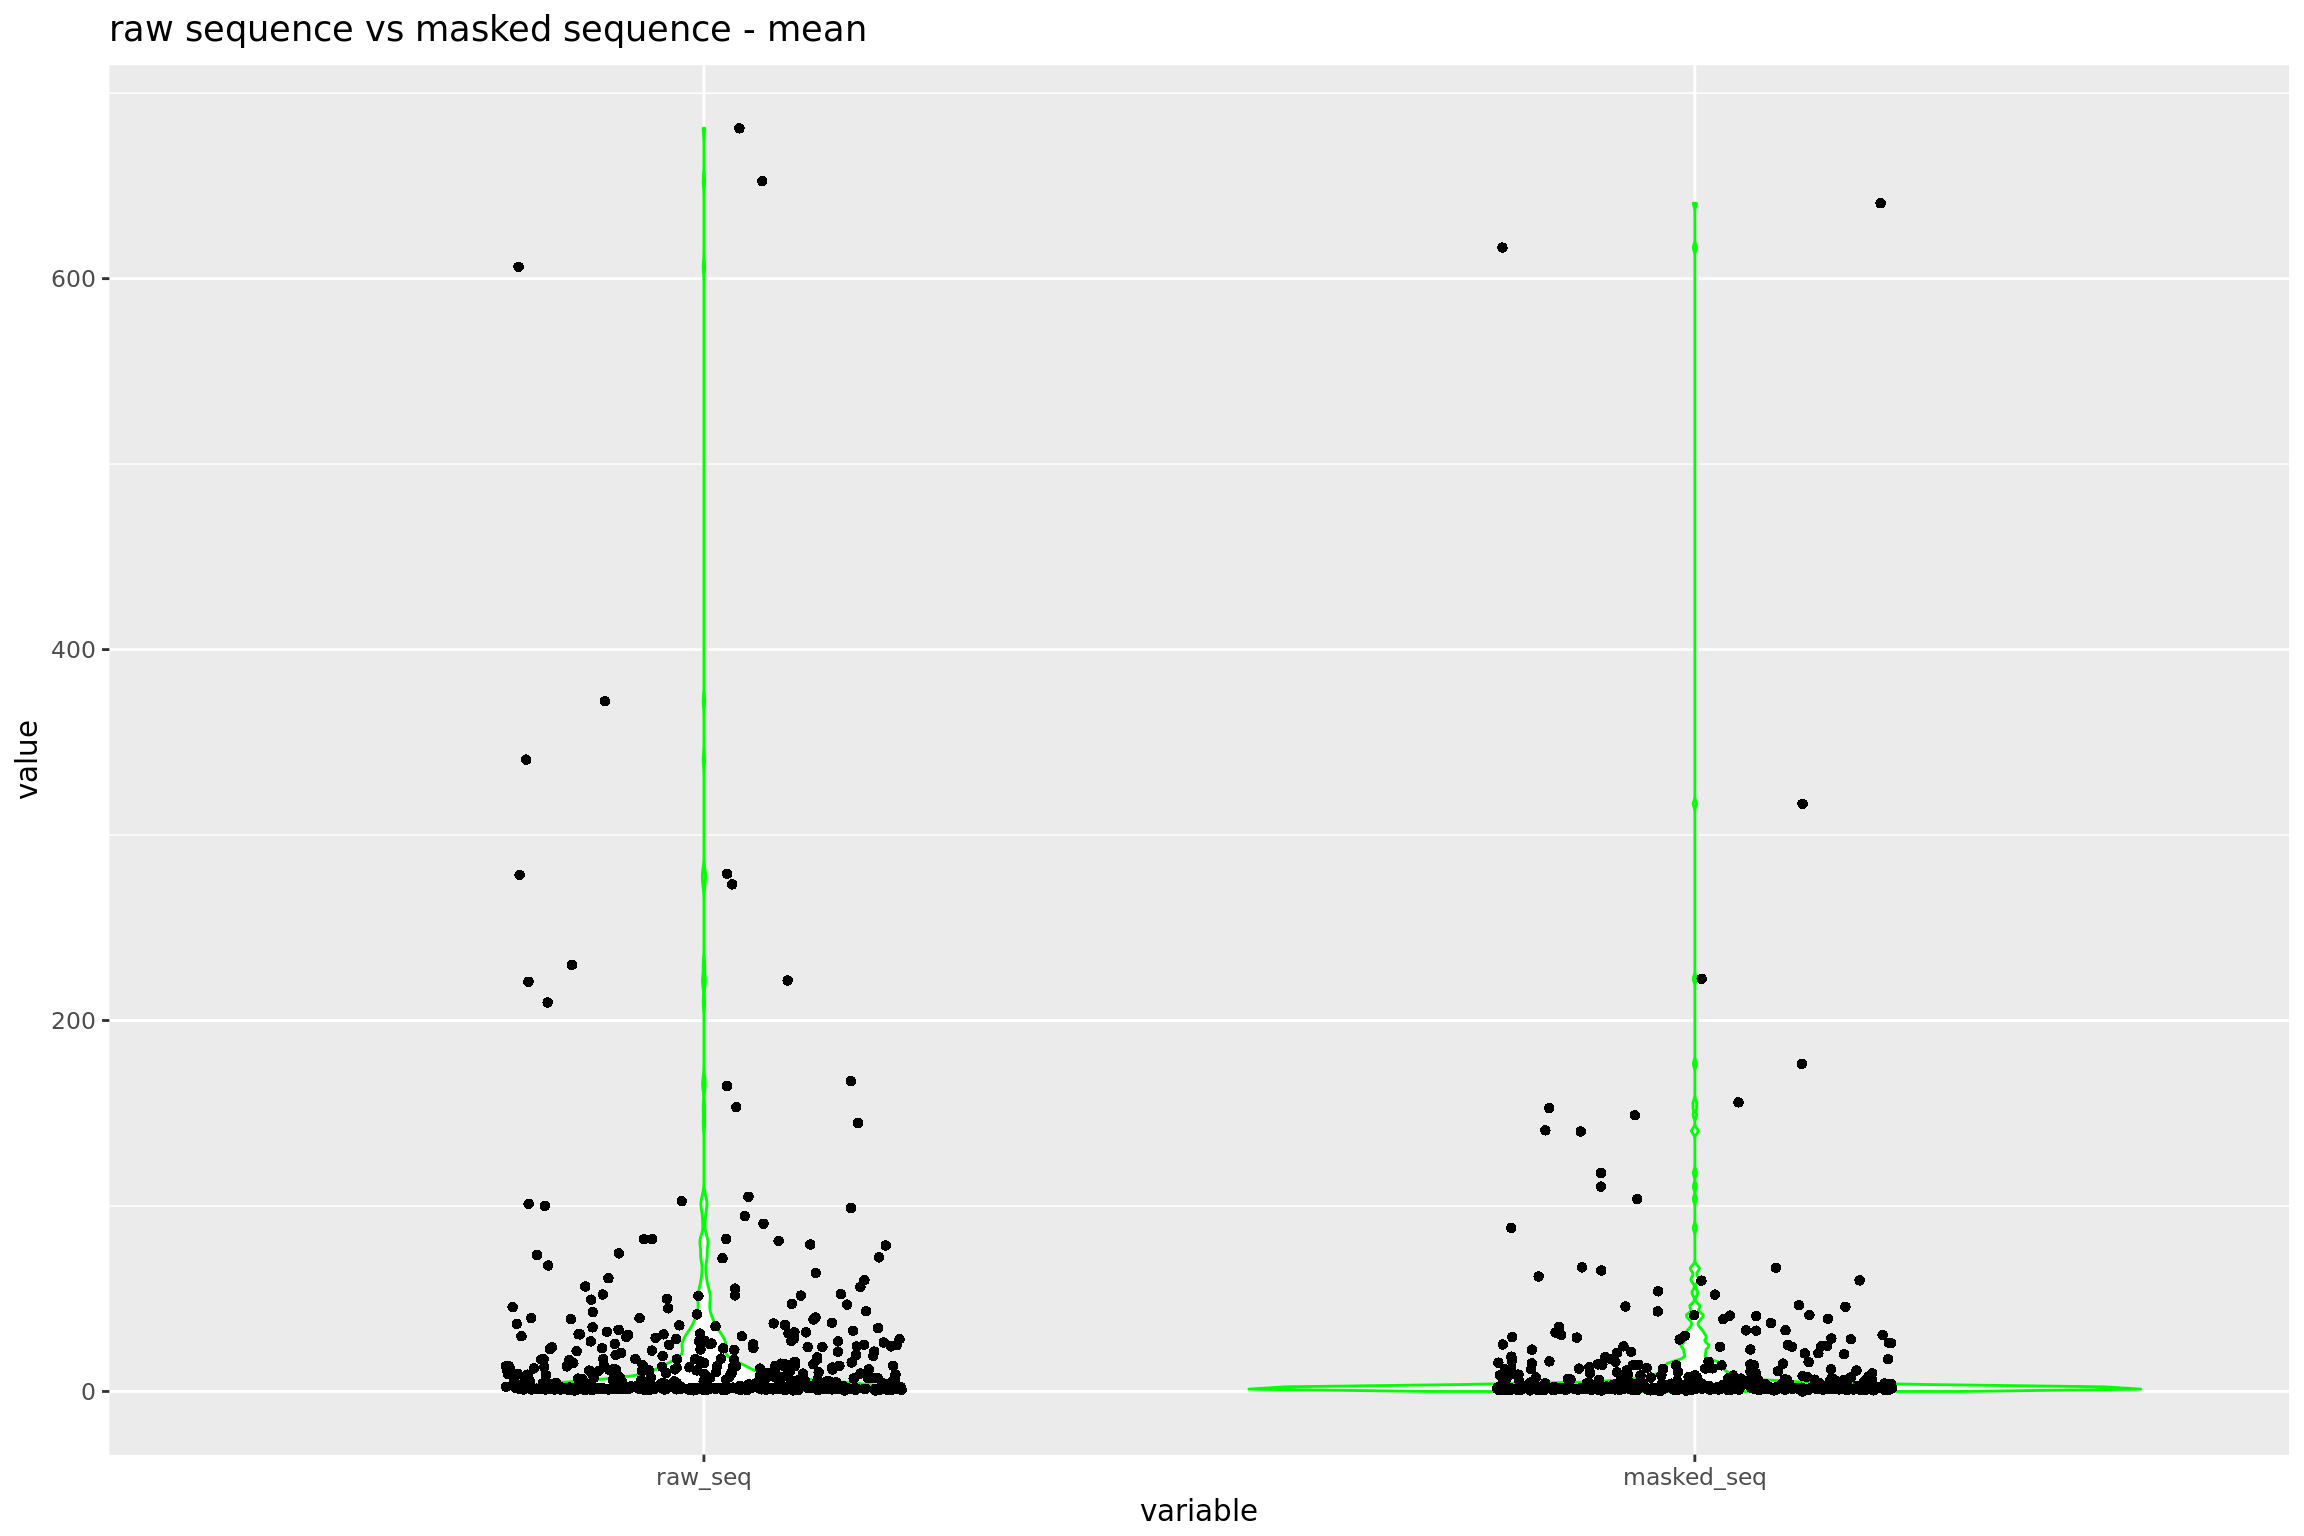 raw sequence vs masked sequence - mean
600
400
200
0
value
raw_seq
masked_seq
variable